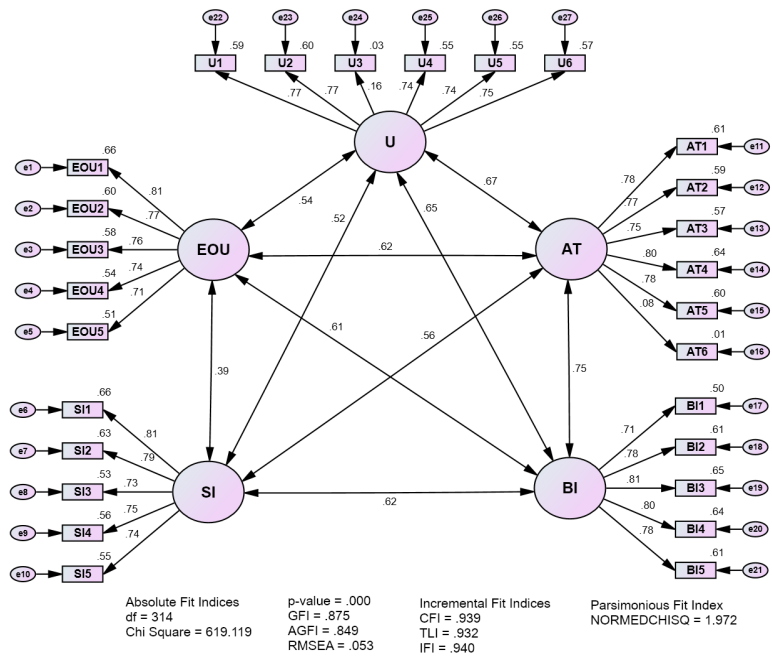 e22 e23 e24 e25 e26 e27
.59 .60 .03 .55 .55 .57
U1 U2 U3 U4 U5 U6
.77 .77 .16 .74 .74 .75
U
.66
e1 EOU1
.81
.60
e2 EOU2
.77
.58
e3 EOU3
.76
.54
e4 EOU4
.74
.51
e5 EOU5
.71
EOU
.61
AT1 e11
.78
.59
AT2 e12
.77
.57
AT3 e13
.75
.64
AT4 e14
.80
.60
AT5 e15
.78
.01
AT6 e16
.08
AT
.54
.52
.65
.67
.62
.61
.56
.39
.75
.62
.66
e6 SI1
.81
.63
e7 SI2
.79
.53
e8 SI3
.73
.56
e9 SI4
.75
.55
e10 SI5
.74
SI
.50
BI1 e17
.71
.61
BI2 e18
.78
.65
BI3 e19
.81
.64
BI4 e20
.80
.61
BI5 e21
.78
BI
Absolute Fit Indices
df = 314
Chi Square = 619.119
p-value = .000
GFI = .875
AGFI = .849
RMSEA = .053
Incremental Fit Indices
CFI = .939
TLI = .932
IFI = .940
Parsimonious Fit Index
NORMEDCHISQ = 1.972